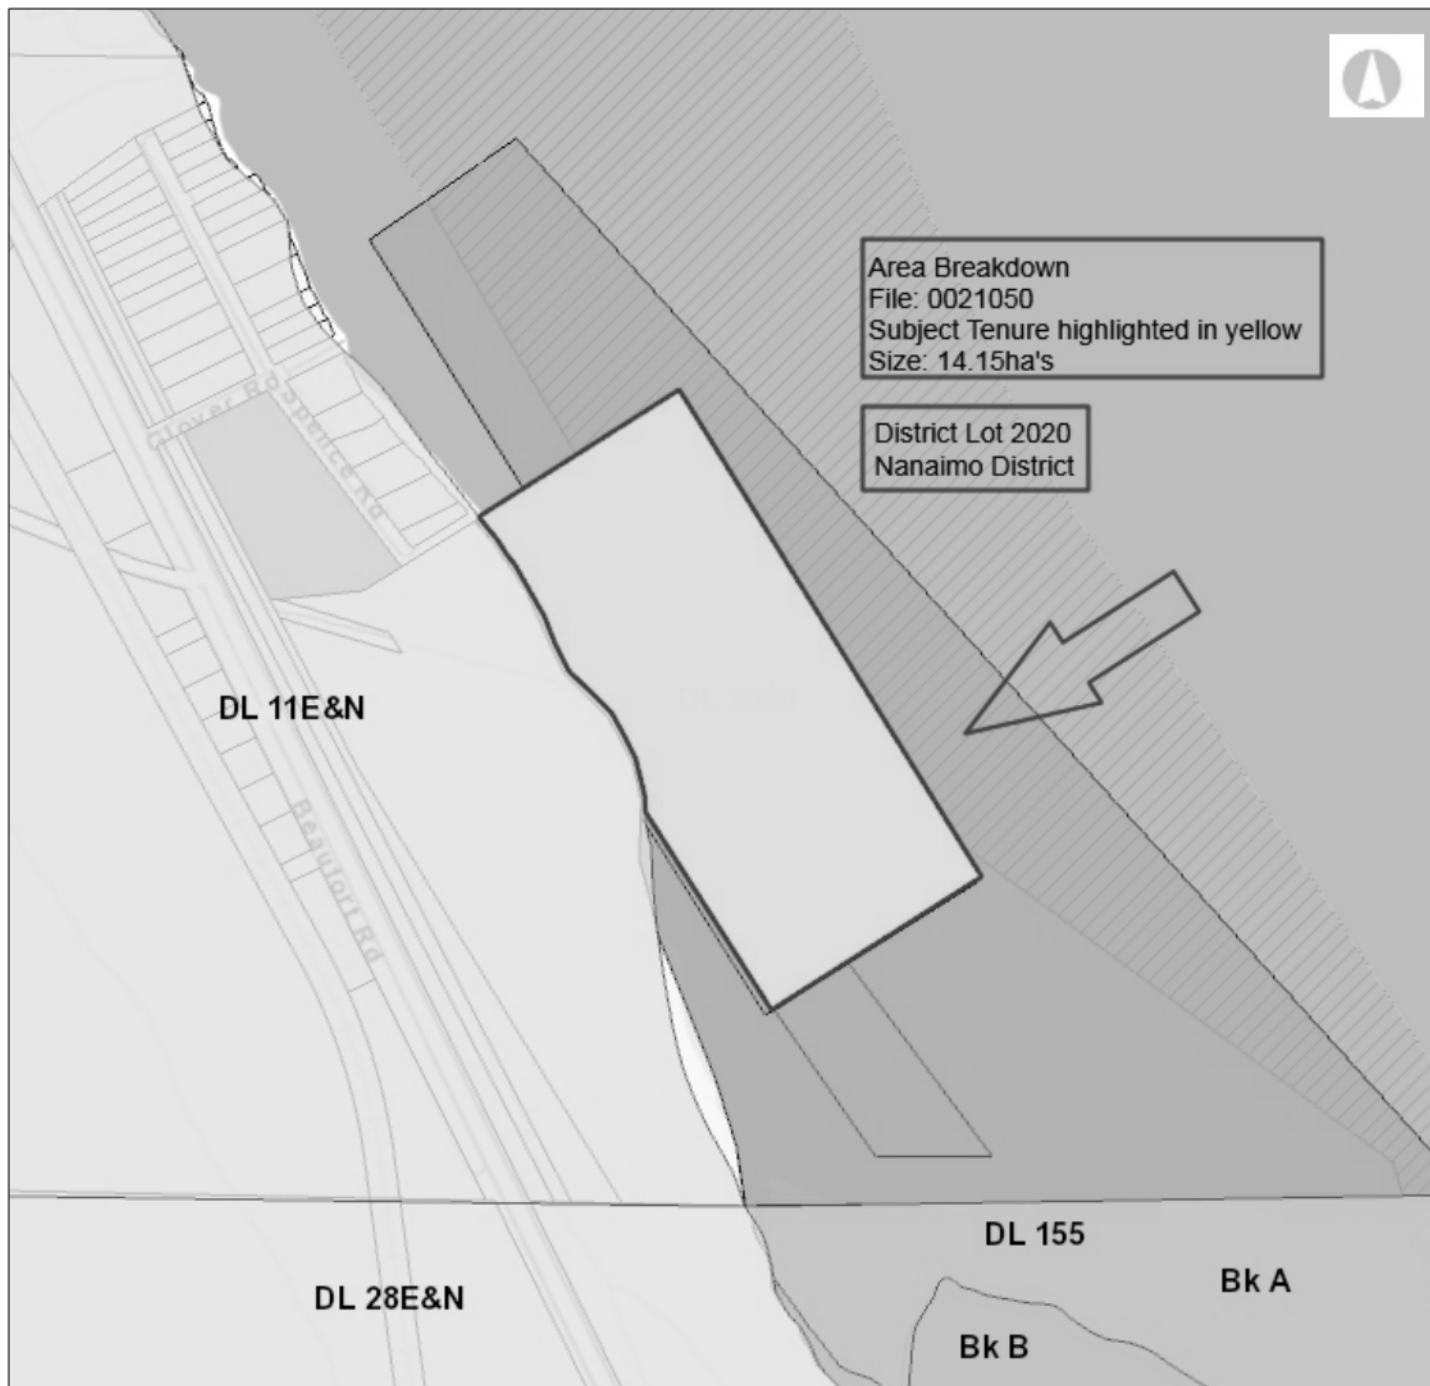 Area Breakdown
File: 0021050
Subject Tenure highlighted in yellow
Size: 14.15ha's
District Lot 2020
Nanaimo District
Glover Rd
Spence Rd
DL 11E&N
Beaufort Rd
DL 155
Bk A
DL 28E&N
Bk B